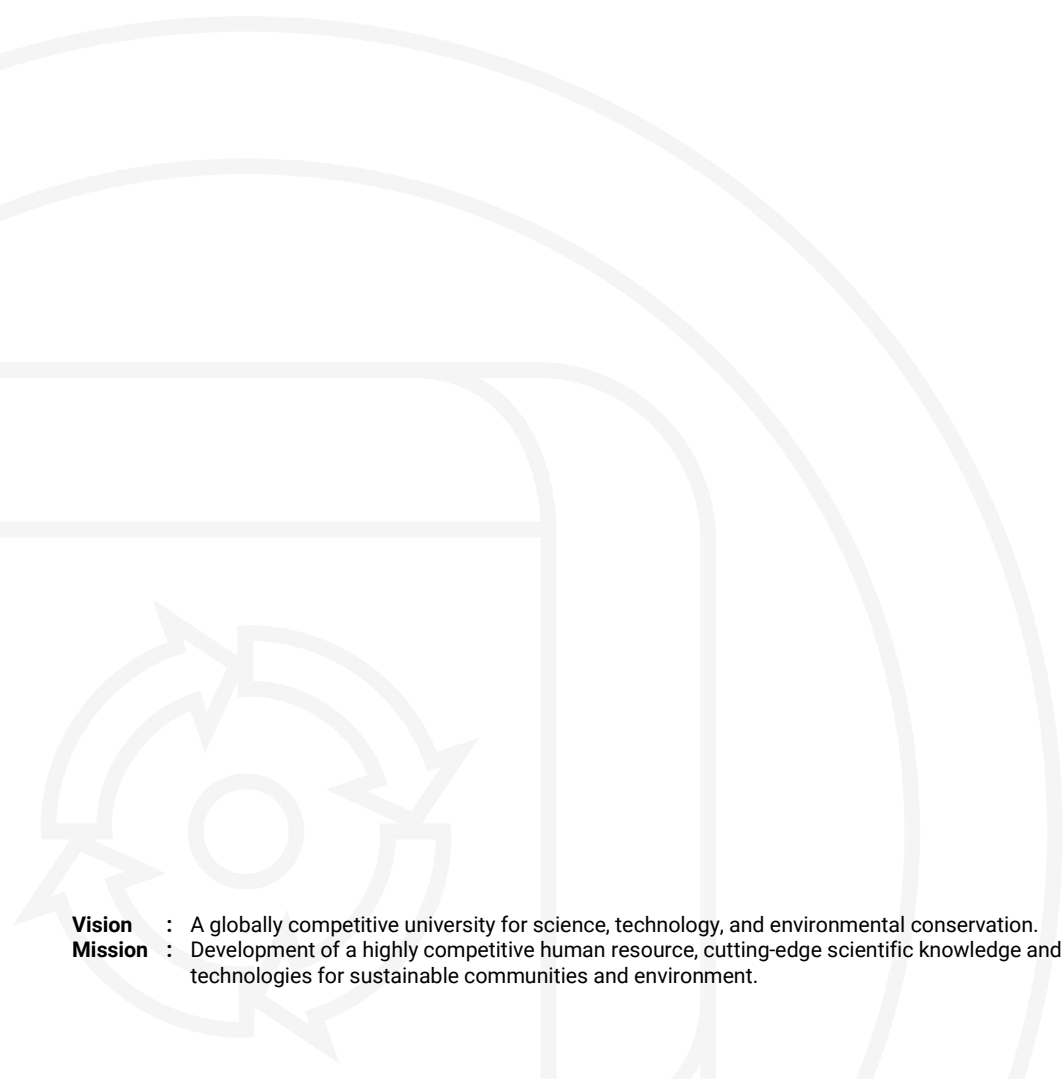 Vision : A globally competitive university for science, technology, and environmental conservation.
Mission : Development of a highly competitive human resource, cutting-edge scientific knowledge and
technologies for sustainable communities and environment.